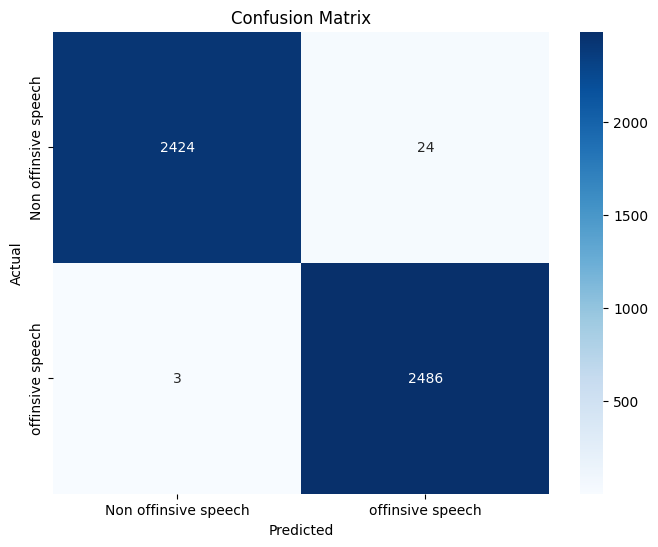 Confusion Matrix
Actual
Non offinsive speech
offinsive speech
2424
24
3
2486
Non offinsive speech
offinsive speech
Predicted
2000
1500
1000
500